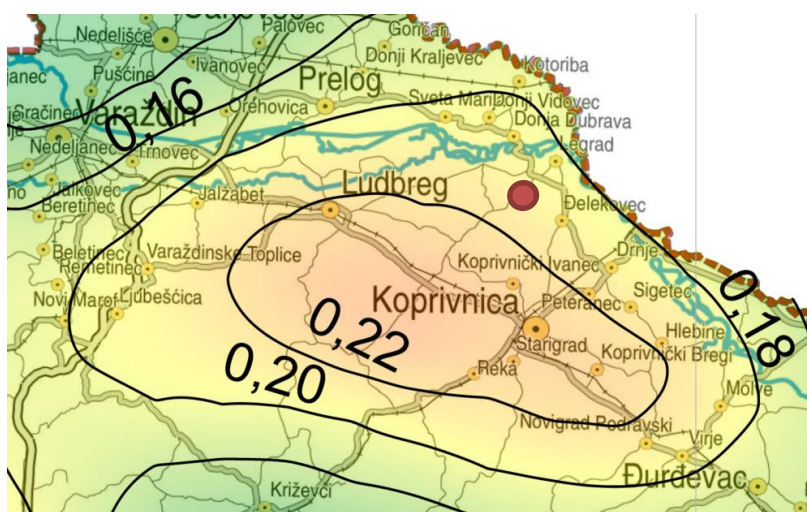 Goričan
Palovec
Nedelišće
Donji Kraljevec
Kotoriba
Ivanovec
Pušćine
Prelog
Orehovica
Sveta Mari
Donji Vidovec
0,16
Varaždin
Donja Dubrava
Nedeljanec
Trnovec
Legrad
Ludbreg
Jalkovec
Jalžabet
Beretinec
Đelekovec
Drnje
Beletinec
Varaždinske Toplice
Remetinec
Koprivnički Ivanec
Sigetec
Novi Marof
Ljubešćica
Koprivnica
Peteranec
0,18
0,22
Hlebine
Starigrad
Koprivnički Bregi
0,20
Reka
Molve
Novigrad Podravski
Virje
Đurđevac
Križevci